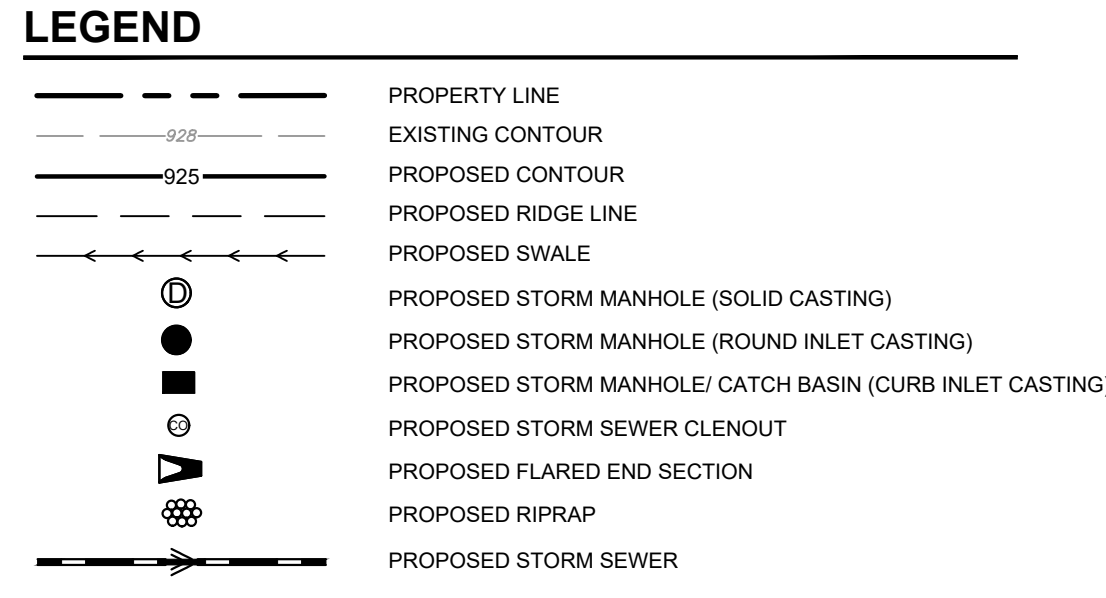 LEGEND
PROPERTY LINE
928 EXISTING CONTOUR
925 PROPOSED CONTOUR
PROPOSED RIDGE LINE
PROPOSED SWALE
D PROPOSED STORM MANHOLE (SOLID CASTING)
PROPOSED STORM MANHOLE (ROUND INLET CASTING)
PROPOSED STORM MANHOLE/ CATCH BASIN (CURB INLET CASTING)
CO PROPOSED STORM SEWER CLENOUT
PROPOSED FLARED END SECTION
PROPOSED RIPRAP
PROPOSED STORM SEWER